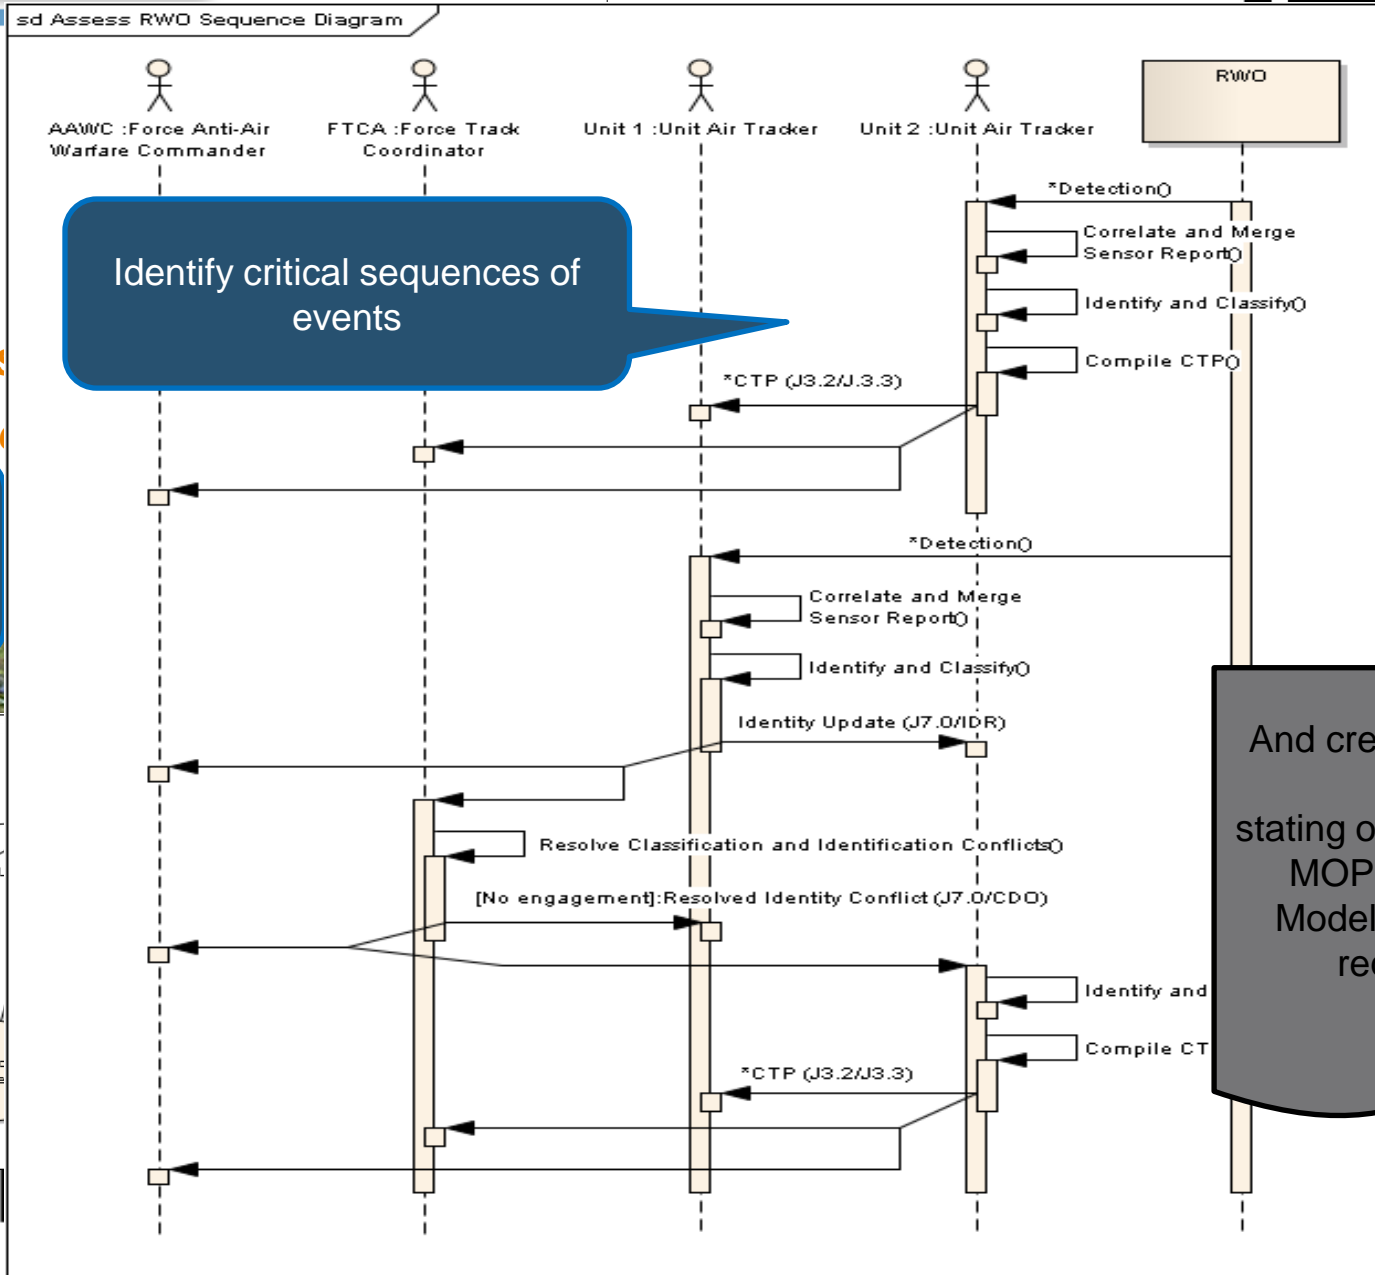 sd Assess RWO Sequence Diagram
AAWC :Force Anti-Air
Warfare Commander
FTCA :Force Track
Coordinator
Unit 1 :Unit Air Tracker
Unit 2 :Unit Air Tracker
RWO
Identify critical sequences of
events
*Detection()
Correlate and Merge
Sensor Report()
Identify and Classify()
Compile CTP()
*CTP (J3.2/J.3.3)
*Detection()
Correlate and Merge
Sensor Report()
Identify and Classify()
Identity Update (J7.0/IDR)
Resolve Classification and Identification Conflicts()
[No engagement]:Resolved Identity Conflict (J7.0/CDO)
Identify and
Compile CT
*CTP (J3.2/J3.3)
And cre
stating o
MOP
Model